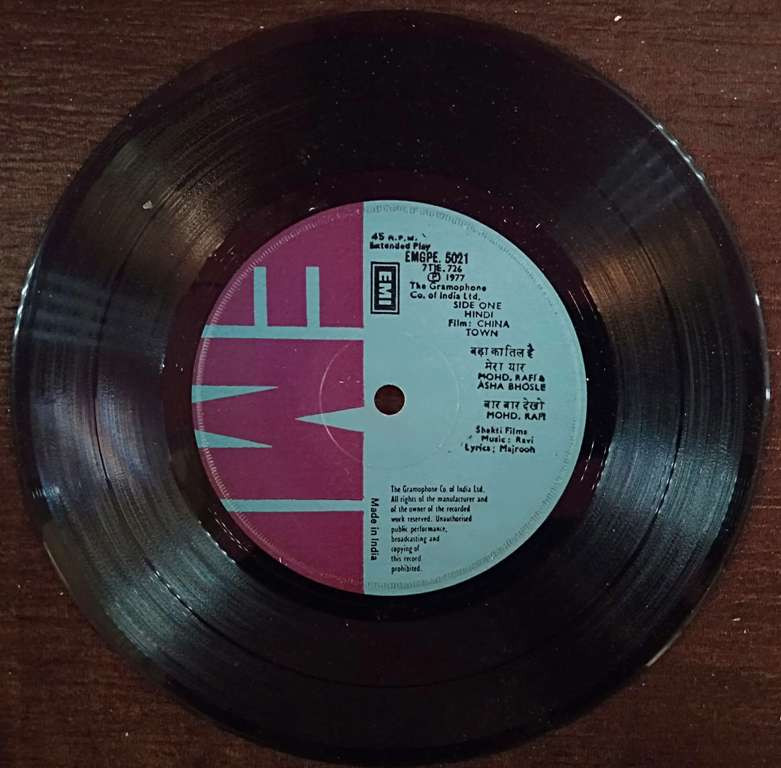 45 R.P.M.
Extended Play
EMGPE. 5021
7TJE. 726
Ⓟ 1977
The Gramophone
Co. of India Ltd.
EMI
SIDE ONE
HINDI
Film: CHINA
TOWN
बड़ा का तिल है
मेरा यार
MOHD. RAFI &
ASHA BHOSLE
बार बार देखो
MOHD. RAFI
Shakti Films
Music: Ravi
Lyrics: Majrooh
EMI
The Gramophone Co. of India Ltd.
All rights of the manufacturer and
of the owner of the recorded
work reserved. Unauthorised
public performance,
broadcasting and
copying of
this record
prohibited.
Made in India